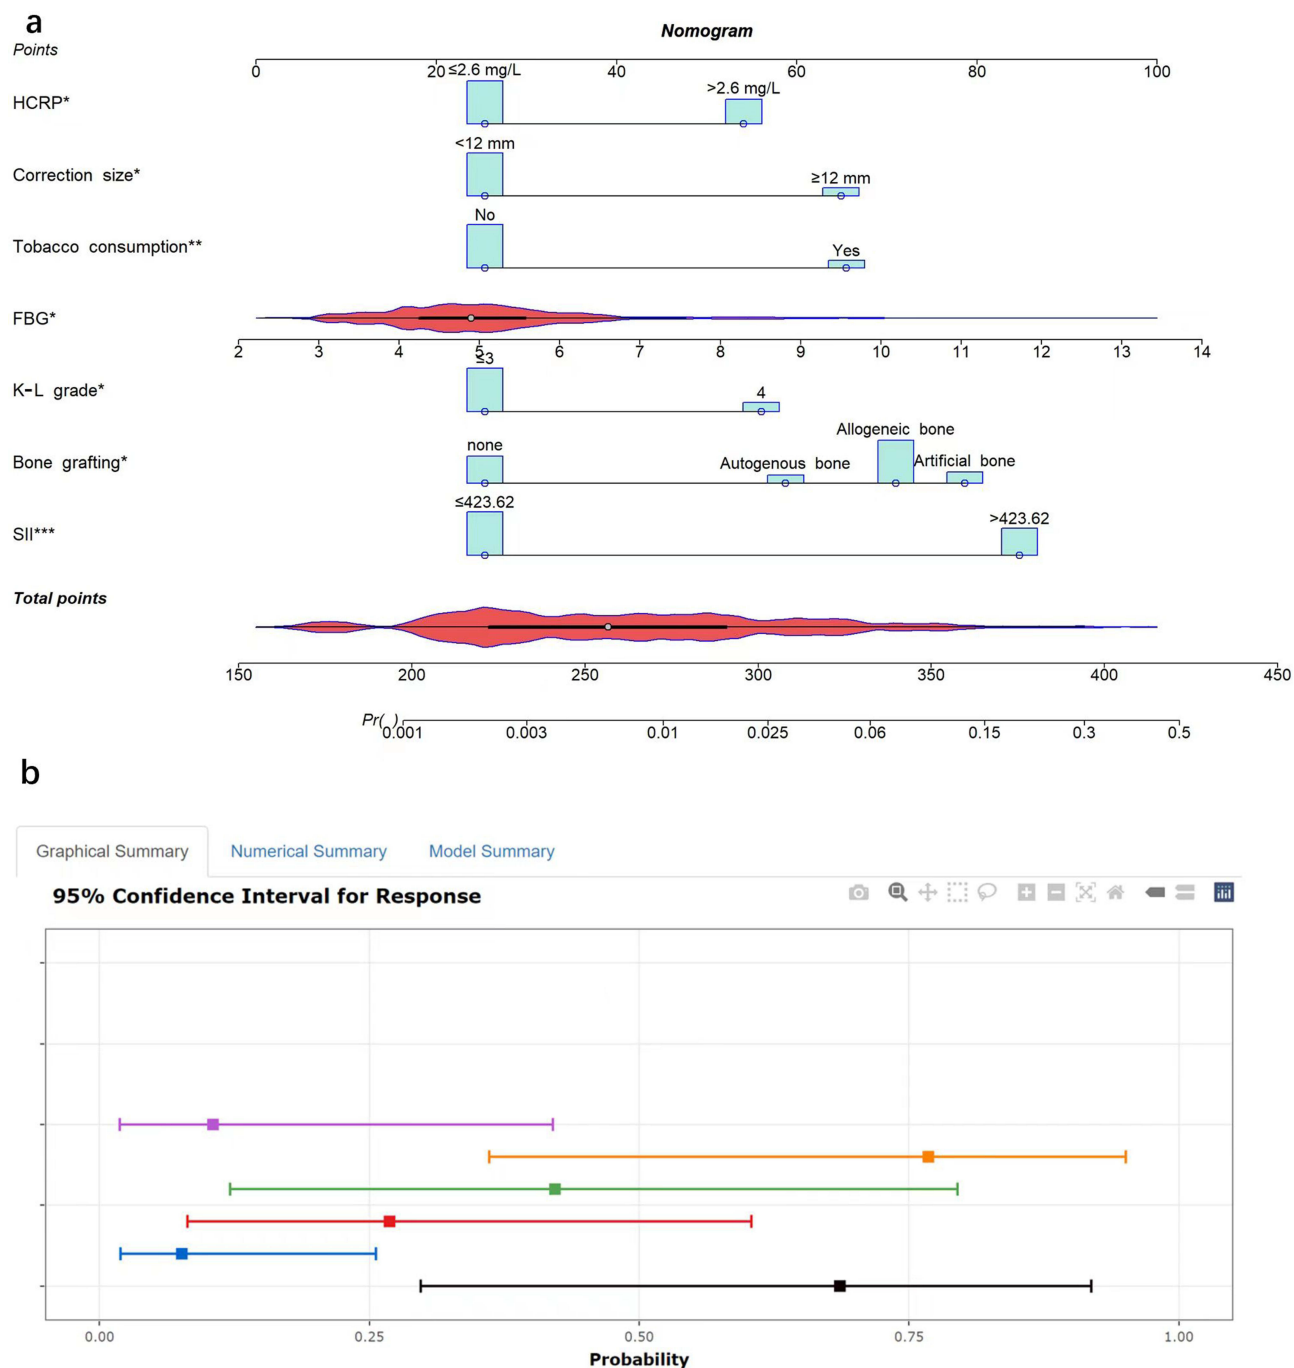 a
Nomogram
Points
0 20 40 60 80 100
≤2.6 mg/L >2.6 mg/L
HCRP*
<12 mm ≥12 mm
Correction size*
No Yes
Tobacco consumption**
FBG*
2 3 4 5 6 7 8 9 10 11 12 13 14
≤3 4
K-L grade*
none Autogenous bone Allogeneic bone Artificial bone
Bone grafting*
≤423.62 >423.62
SII***
Total points
150 200 250 300 350 400 450
Pr( )
0.001 0.003 0.01 0.025 0.06 0.15 0.3 0.5
b
Graphical Summary Numerical Summary Model Summary
95% Confidence Interval for Response
0.00 0.25 0.50 0.75 1.00
Probability